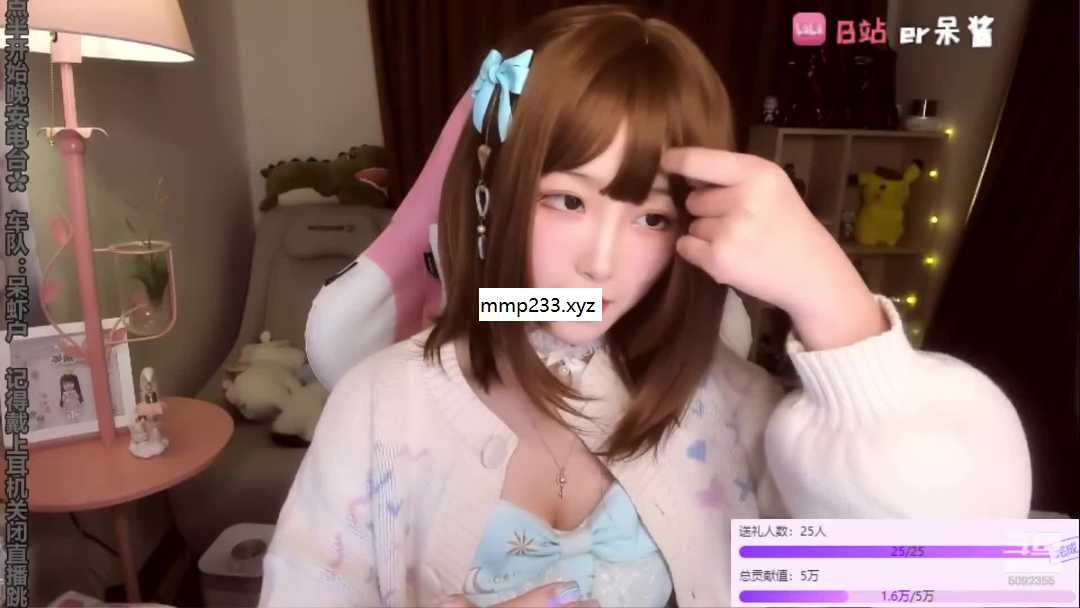 B站 er呆酱
点半开始晚安电台✿ 车队:呆虾户 记得戴上耳机关闭直播跳
mmp233.xyz
送礼人数:25人
25/25
完成
总贡献值:5万
5092355
1.6万/5万